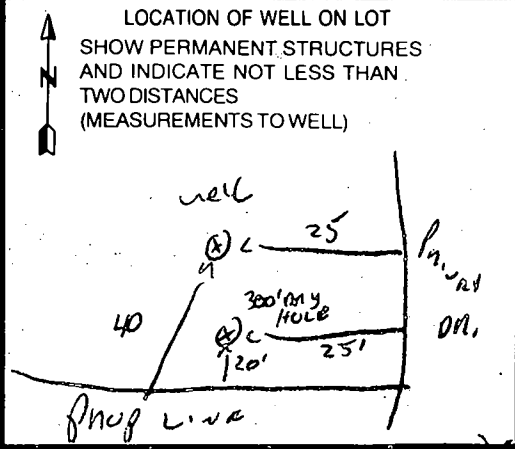 LOCATION OF WELL ON LOT
SHOW PERMANENT STRUCTURES
AND INDICATE NOT LESS THAN
TWO DISTANCES
(MEASUREMENTS TO WELL)
N
well
25
Private
40
300' Dry
Hole
Dr.
25'
20'
Prop Line